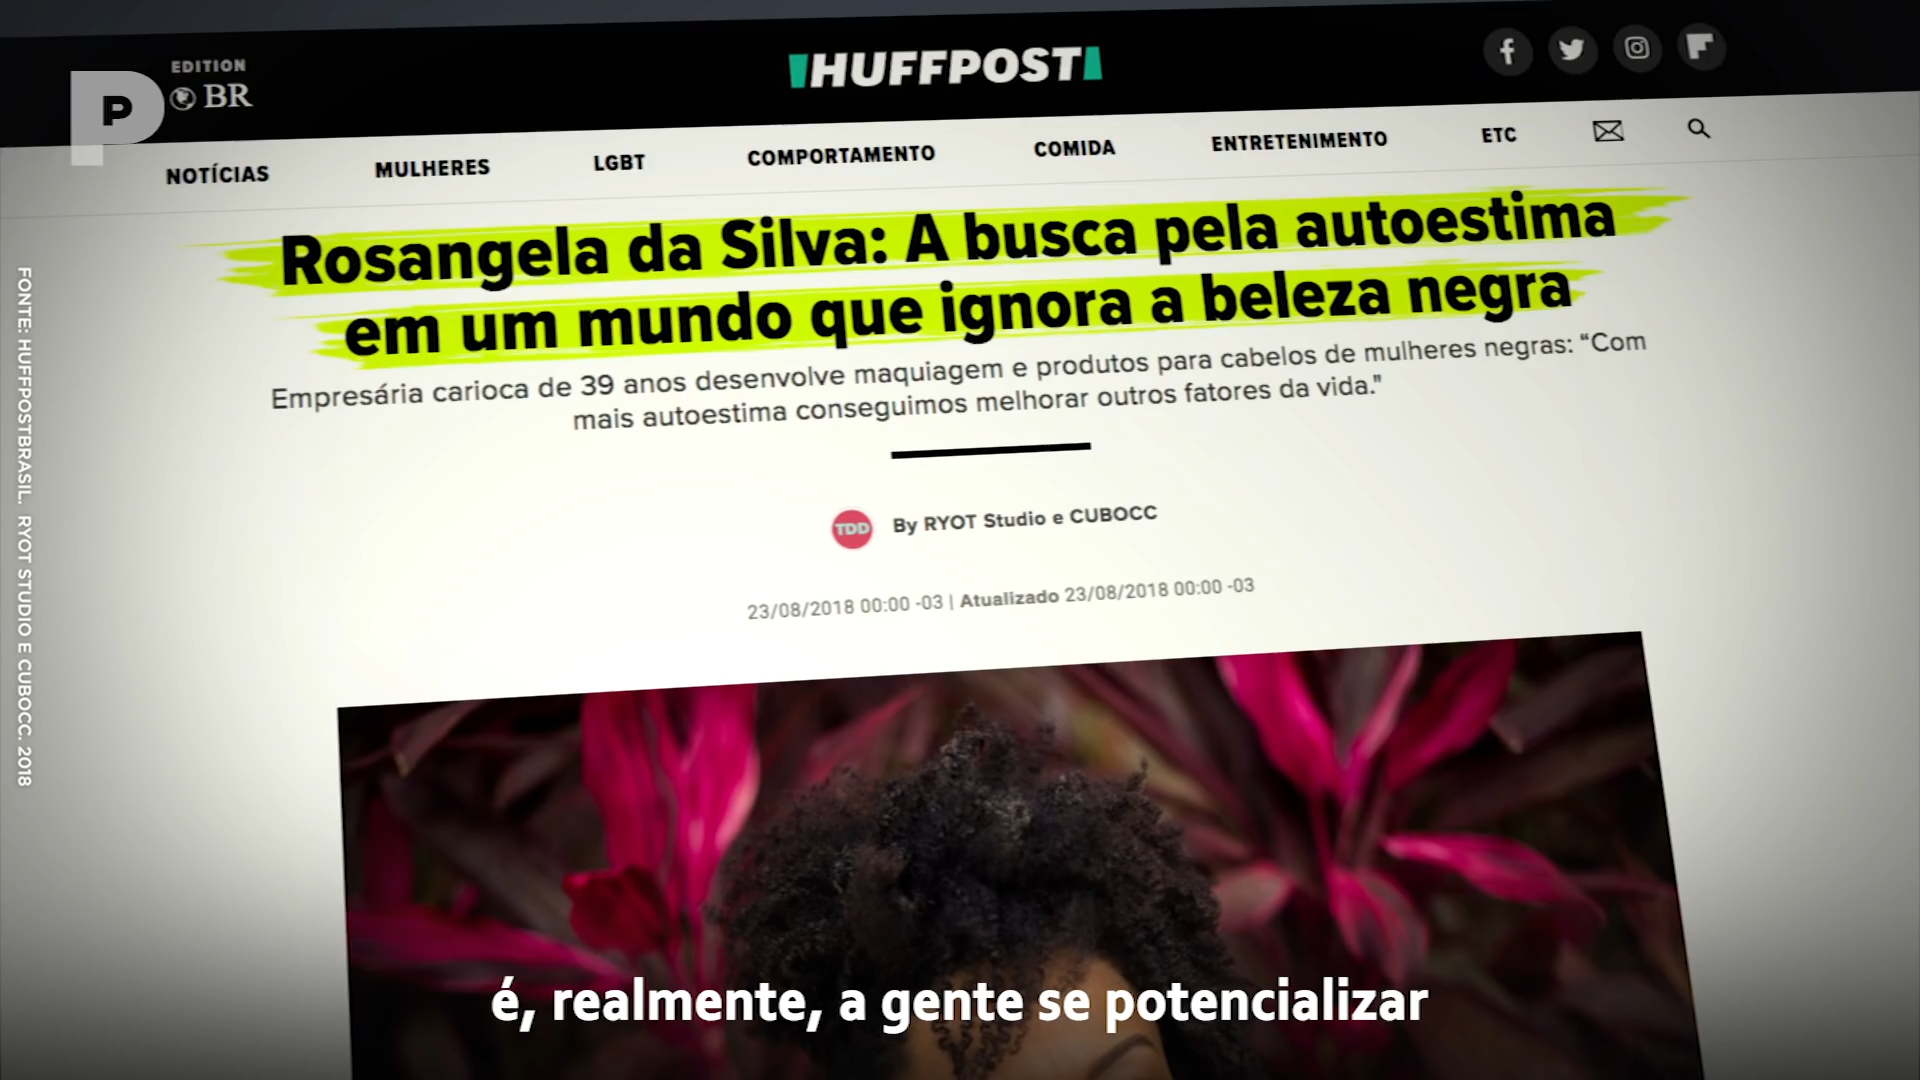 EDITION
BR
HUFFPOST
P
NOTÍCIAS MULHERES LGBT COMPORTAMENTO COMIDA ENTRETENIMENTO ETC
Rosangela da Silva: A busca pela autoestima
em um mundo que ignora a beleza negra
Empresária carioca de 39 anos desenvolve maquiagem e produtos para cabelos de mulheres negras: “Com
mais autoestima conseguimos melhorar outros fatores da vida."
TDD
By RYOT Studio e CUBOCC
23/08/2018 00:00 -03 | Atualizado 23/08/2018 00:00 -03
FONTE: HUFFPOSTBRASIL. RYOT STUDIO E CUBOCC. 2018
é, realmente, a gente se potencializar